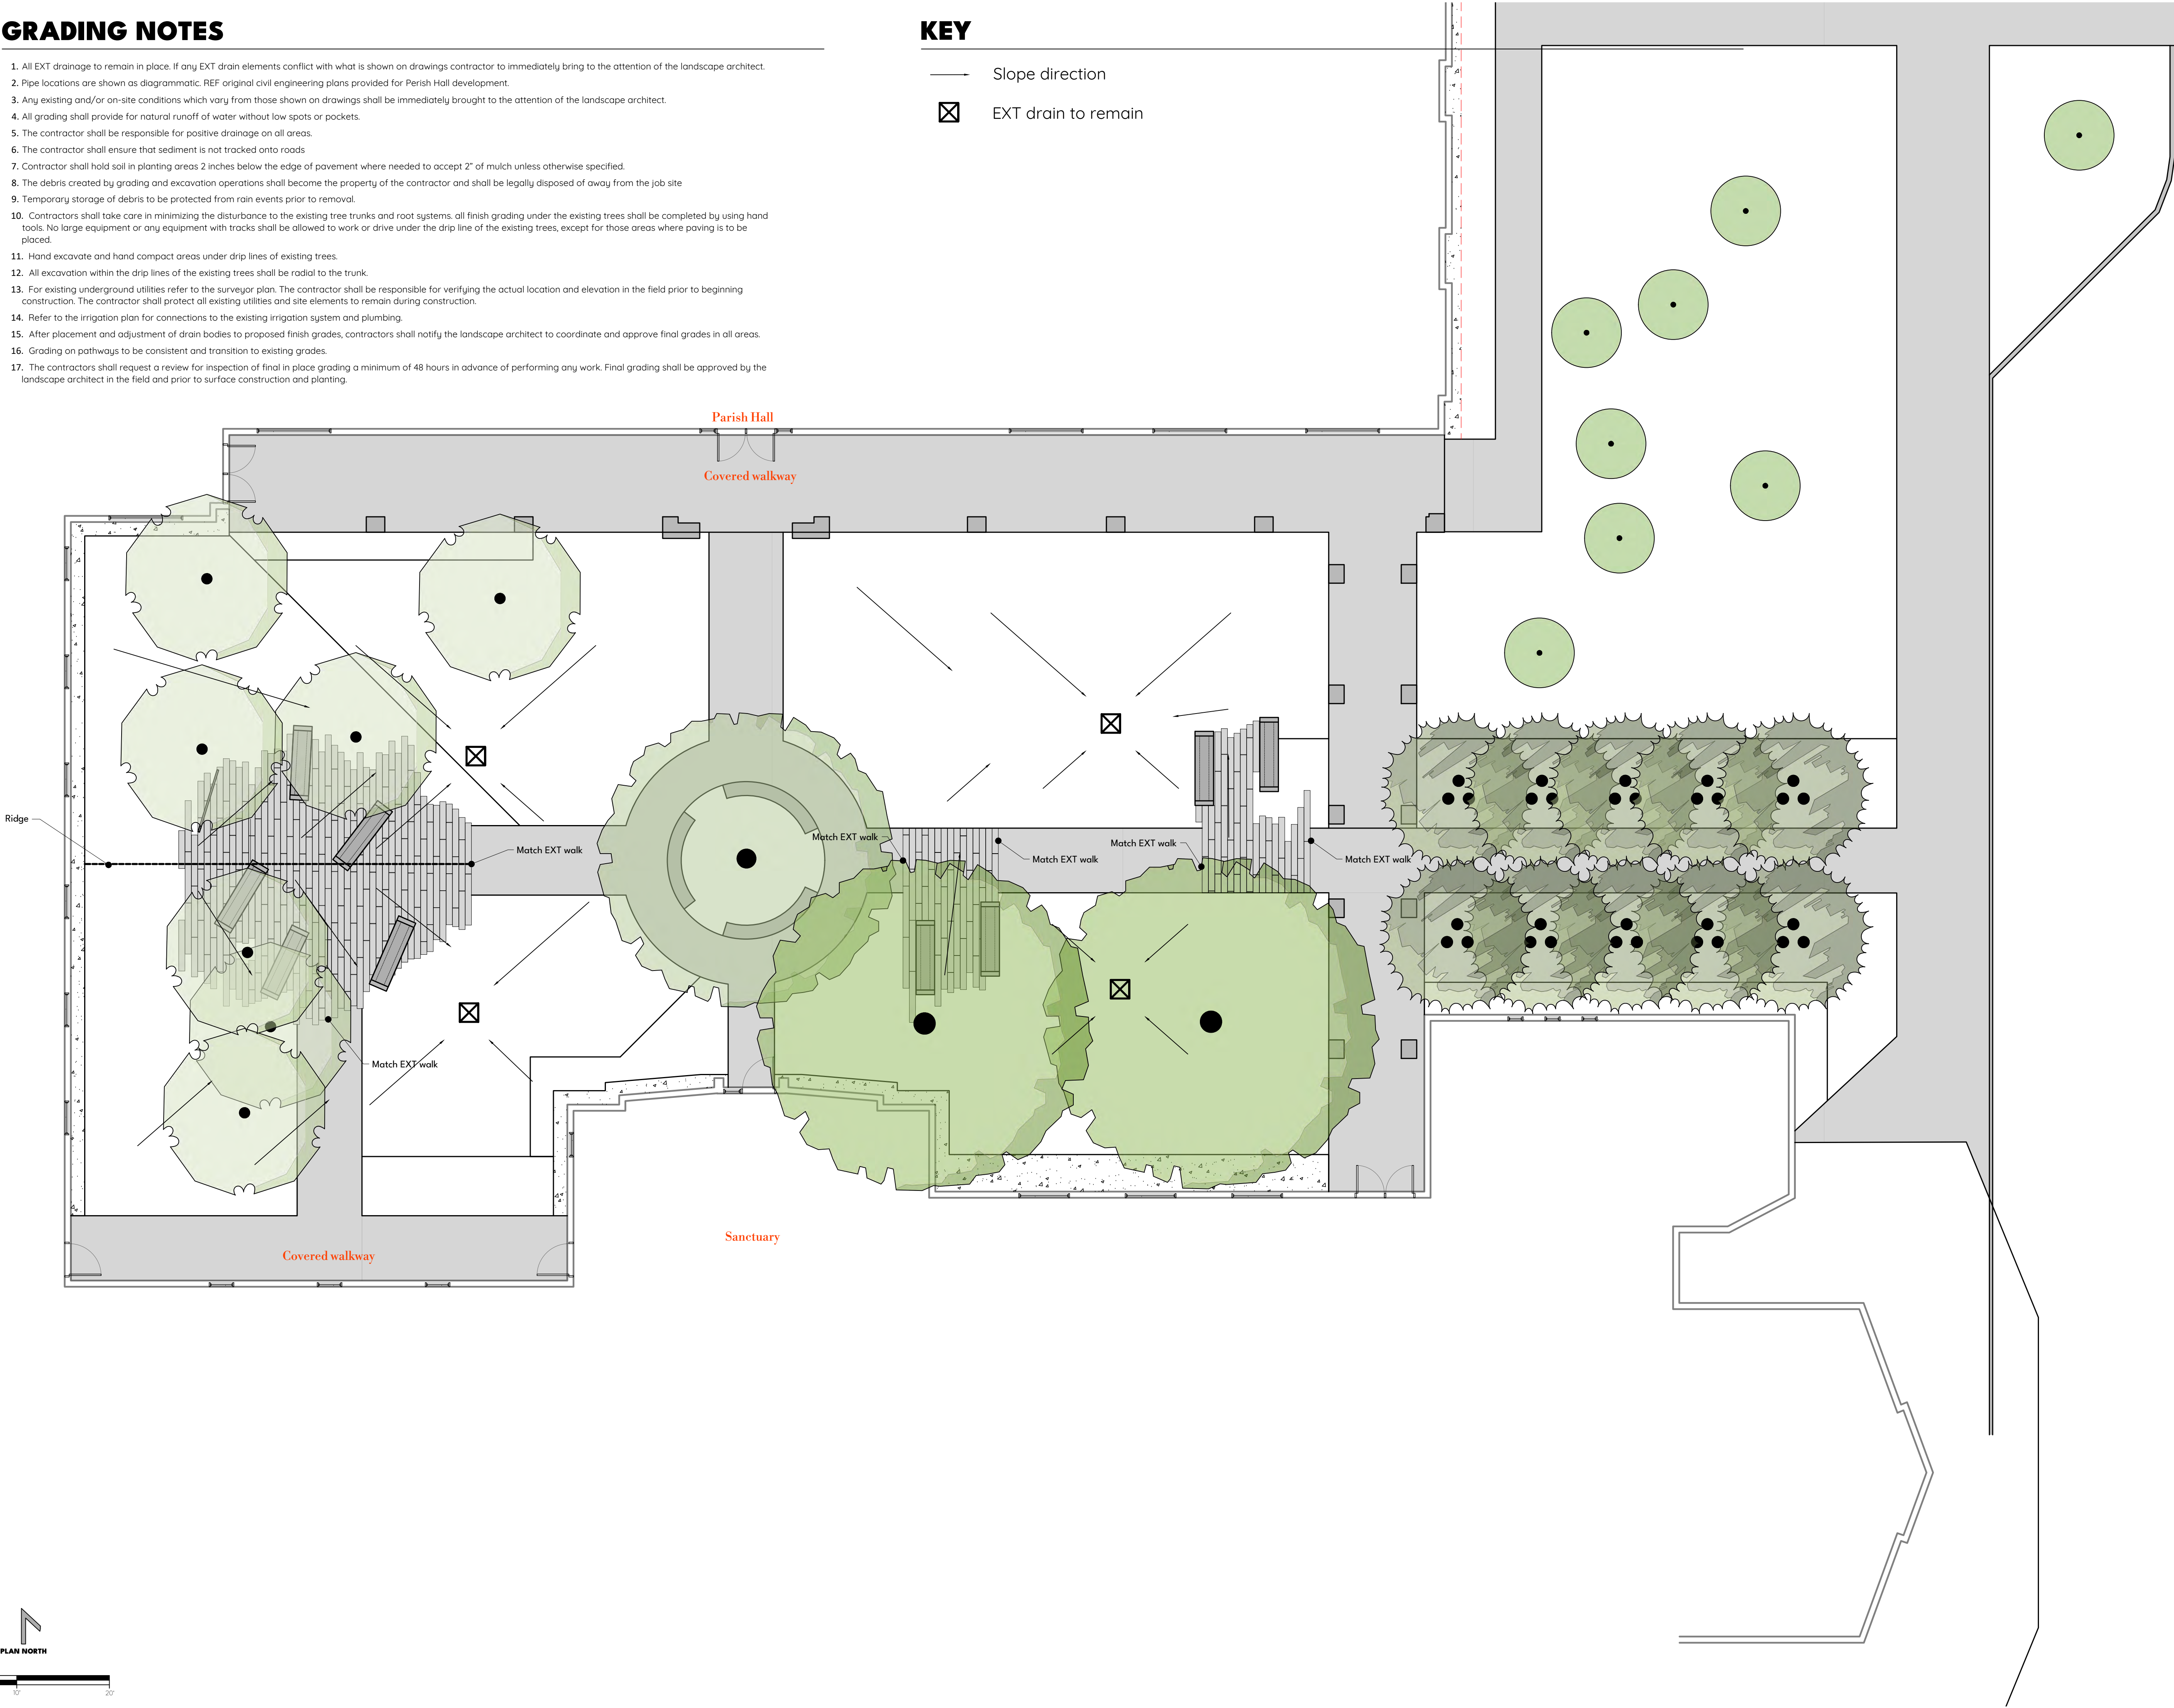 GRADING NOTES
1. All EXT drainage to remain in place. If any EXT drain elements conflict with what is shown on drawings contractor to immediately bring to the attention of the landscape architect.
2. Pipe locations are shown as diagrammatic. REF original civil engineering plans provided for Perish Hall development.
3. Any existing and/or on-site conditions which vary from those shown on drawings shall be immediately brought to the attention of the landscape architect.
4. All grading shall provide for natural runoff of water without low spots or pockets.
5. The contractor shall be responsible for positive drainage on all areas.
6. The contractor shall ensure that sediment is not tracked onto roads
7. Contractor shall hold soil in planting areas 2 inches below the edge of pavement where needed to accept 2" of mulch unless otherwise specified.
8. The debris created by grading and excavation operations shall become the property of the contractor and shall be legally disposed of away from the job site
9. Temporary storage of debris to be protected from rain events prior to removal.
10. Contractors shall take care in minimizing the disturbance to the existing tree trunks and root systems. all finish grading under the existing trees shall be completed by using hand
tools. No large equipment or any equipment with tracks shall be allowed to work or drive under the drip line of the existing trees, except for those areas where paving is to be
placed.
11. Hand excavate and hand compact areas under drip lines of existing trees.
12. All excavation within the drip lines of the existing trees shall be radial to the trunk.
13. For existing underground utilities refer to the surveyor plan. The contractor shall be responsible for verifying the actual location and elevation in the field prior to beginning
construction. The contractor shall protect all existing utilities and site elements to remain during construction.
14. Refer to the irrigation plan for connections to the existing irrigation system and plumbing.
15. After placement and adjustment of drain bodies to proposed finish grades, contractors shall notify the landscape architect to coordinate and approve final grades in all areas.
16. Grading on pathways to be consistent and transition to existing grades.
17. The contractors shall request a review for inspection of final in place grading a minimum of 48 hours in advance of performing any work. Final grading shall be approved by the
landscape architect in the field and prior to surface construction and planting.
KEY
Slope direction
EXT drain to remain
Parish Hall
Covered walkway
Ridge
Match EXT walk
Match EXT walk
Match EXT walk
Match EXT walk
Match EXT walk
Match EXT walk
Sanctuary
Covered walkway
PLAN NORTH
10'
20'